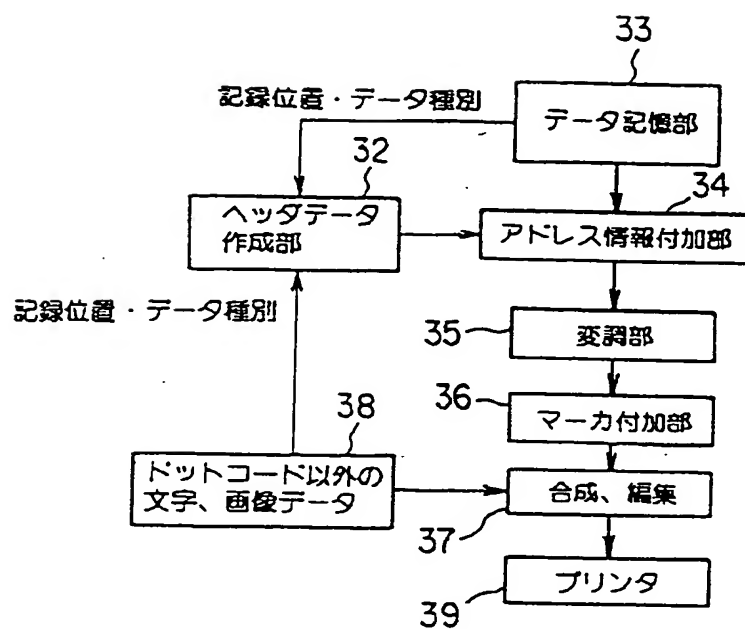 33
記録位置・データ種別
データ記憶部
32
34
ヘッダデータ
作成部
アドレス情報付加部
記録位置・データ種別
35
変調部
36
マーカ付加部
38
ドットコード以外の
文字、画像データ
合成、編集
37
プリンタ
39